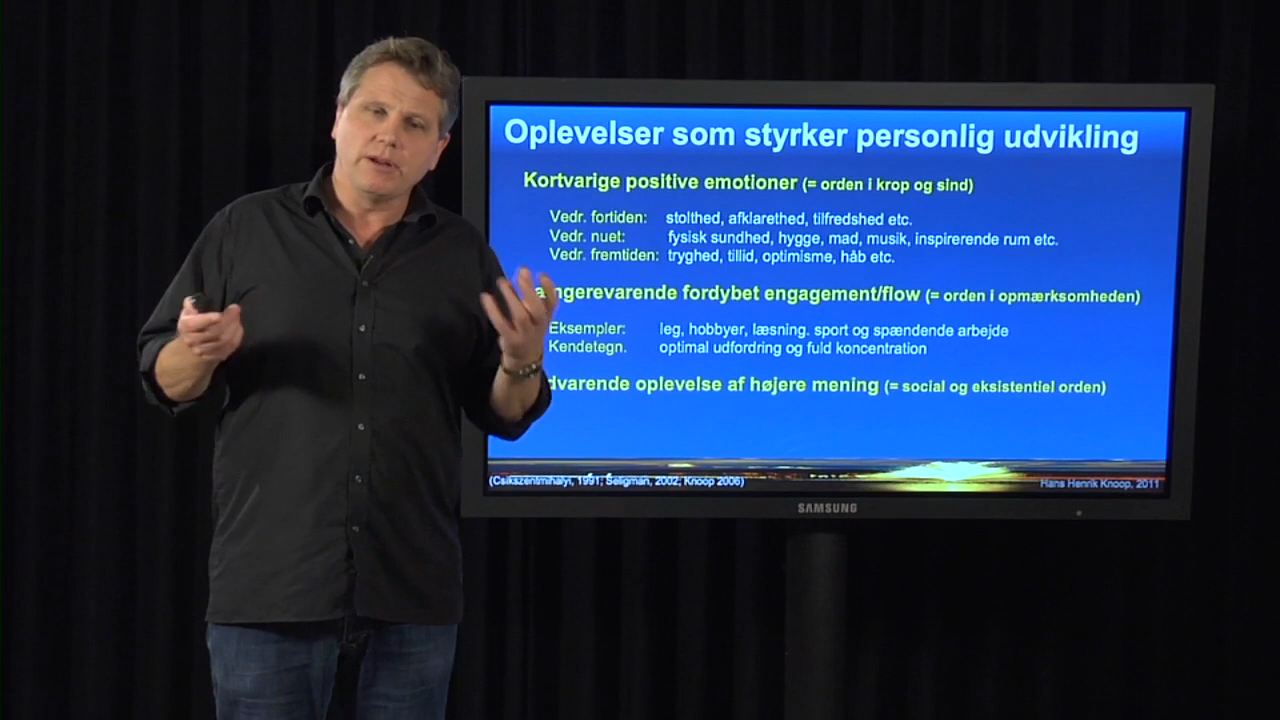 Oplevelser som styrker personlig udvikling
Kortvarige positive emotioner (= orden i krop og sind)
Vedr. fortiden: stolthed, afklarethed, tilfredshed etc.
Vedr. nuet: fysisk sundhed, hygge, mad, musik, inspirerende rum etc.
Vedr. fremtiden: tryghed, tillid, optimisme, håb etc.
ngerevarende fordybet engagement/flow (= orden i opmærksomheden)
Eksempler: leg, hobbyer, læsning. sport og spændende arbejde
Kendetegn. optimal udfordring og fuld koncentration
dvarende oplevelse af højere mening (= social og eksistentiel orden)
(Csikszentmihalyi, 1991; Seligman, 2002; Knoop 2006)
Hans Henrik Knoop, 2011
SAMSUNG